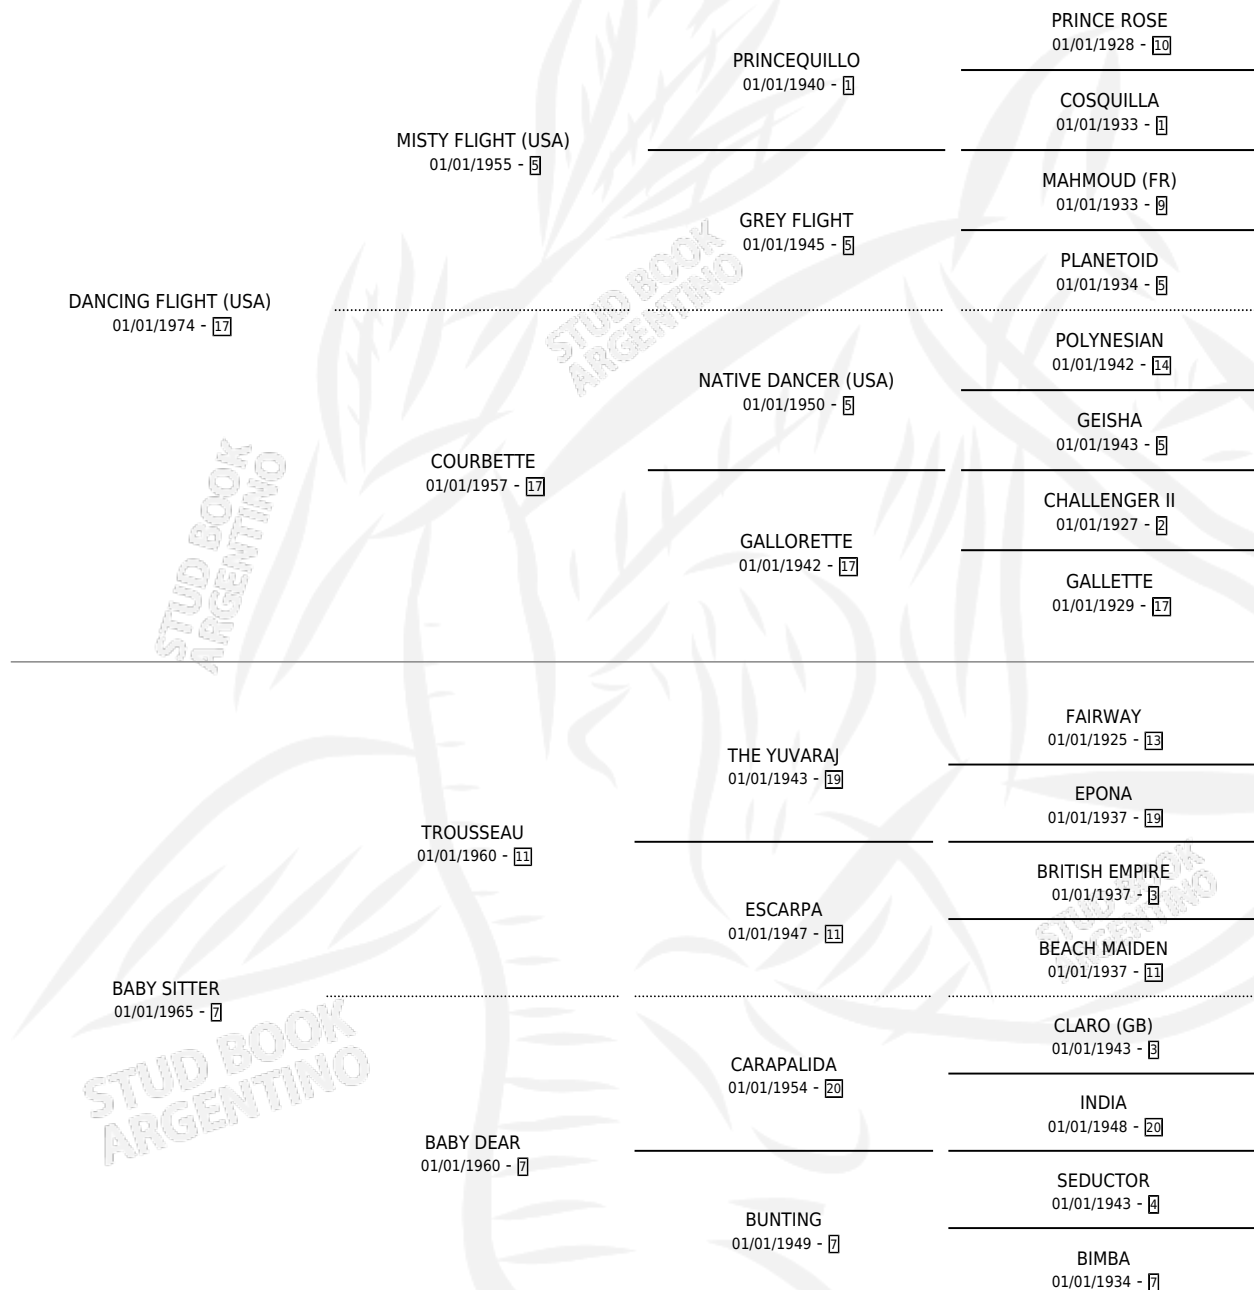 PRINCE ROSE
01/01/1928 - 10
PRINCEQUILLO
01/01/1940 - 1
COSQUILLA
01/01/1933 - 1
MISTY FLIGHT (USA)
01/01/1955 - 5
MAHMOUD (FR)
01/01/1933 - 9
GREY FLIGHT
01/01/1945 - 5
PLANETOID
01/01/1934 - 5
DANCING FLIGHT (USA)
01/01/1974 - 17
POLYNESIAN
01/01/1942 - 14
NATIVE DANCER (USA)
01/01/1950 - 5
GEISHA
01/01/1943 - 5
COURBETTE
01/01/1957 - 17
CHALLENGER II
01/01/1927 - 2
GALLORETTE
01/01/1942 - 17
GALLETTE
01/01/1929 - 17
FAIRWAY
01/01/1925 - 13
THE YUVARAJ
01/01/1943 - 19
EPONA
01/01/1937 - 19
TROUSSEAU
01/01/1960 - 11
BRITISH EMPIRE
01/01/1937 - 3
ESCARPA
01/01/1947 - 11
BEACH MAIDEN
01/01/1937 - 11
BABY SITTER
01/01/1965 - 7
CLARO (GB)
01/01/1943 - 3
CARAPALIDA
01/01/1954 - 20
INDIA
01/01/1948 - 20
BABY DEAR
01/01/1960 - 7
SEDUCTOR
01/01/1943 - 4
BUNTING
01/01/1949 - 7
BIMBA
01/01/1934 - 7
STUD BOOK
ARGENTINO
STUD BOOK
ARGENTINO
STUD BOOK
ARGENTINO
STUD BOOK
ARGENTINO